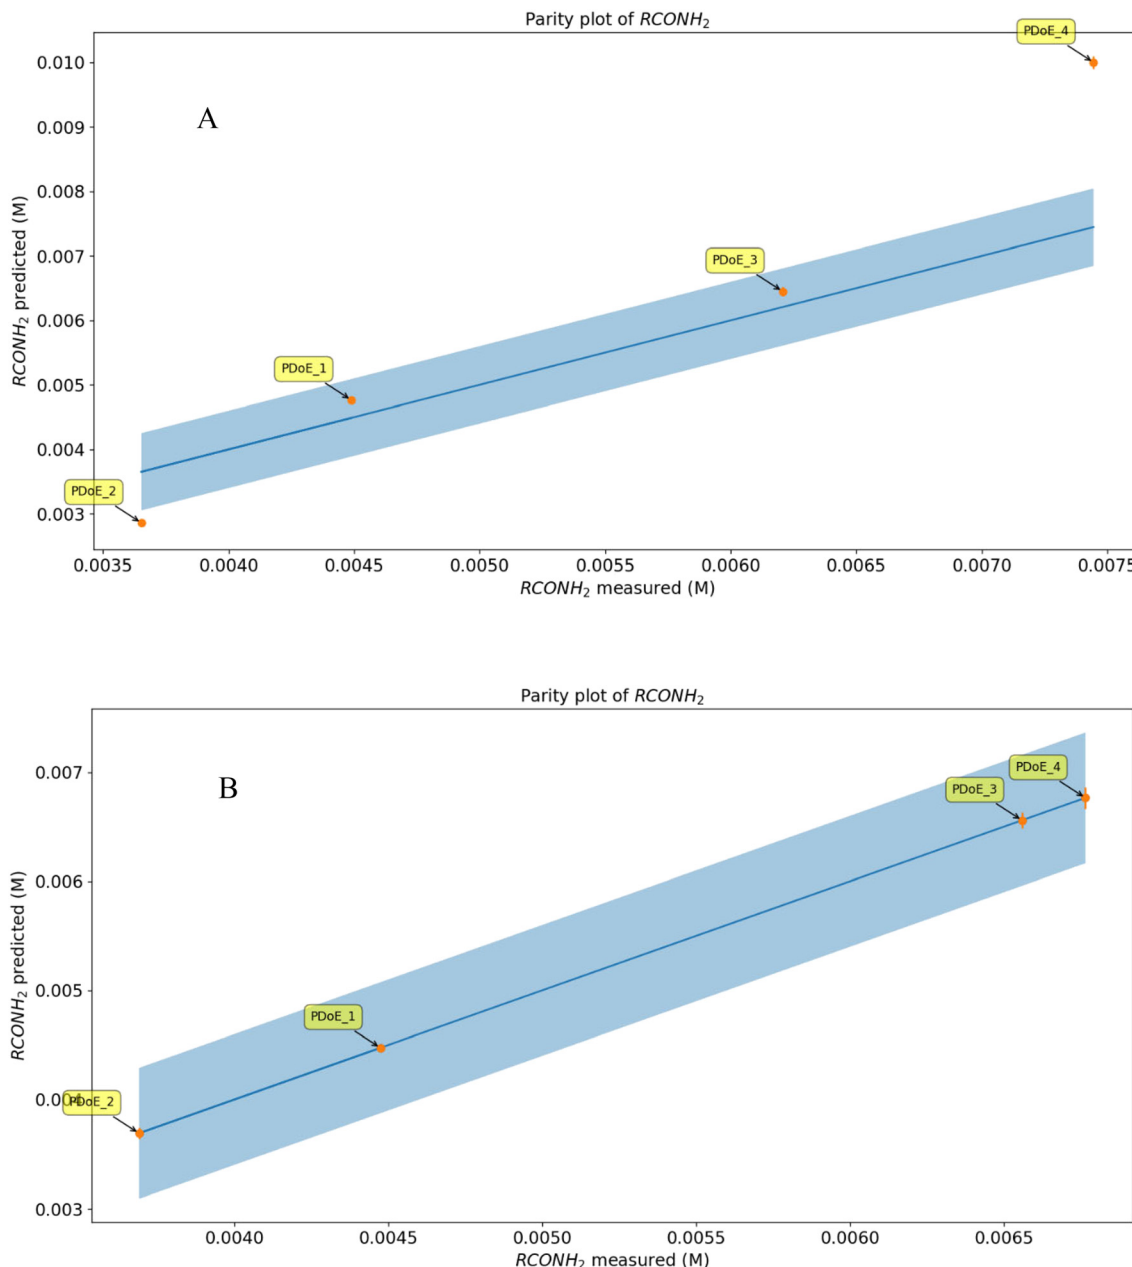 Parity plot of RCONH₂
PDoE_4
0.010
A
0.009
0.008
0.007
PDoE_3
0.006
PDoE_1
0.005
0.004
PDoE_2
0.003
RCONH₂ predicted (M)
0.0035 0.0040 0.0045 0.0050 0.0055 0.0060 0.0065 0.0070 0.0075
RCONH₂ measured (M)
Parity plot of RCONH₂
0.007
PDoE_4
B
PDoE_3
0.006
0.005
PDoE_1
0.004
PDoE_2
0.003
RCONH₂ predicted (M)
0.0040 0.0045 0.0050 0.0055 0.0060 0.0065
RCONH₂ measured (M)